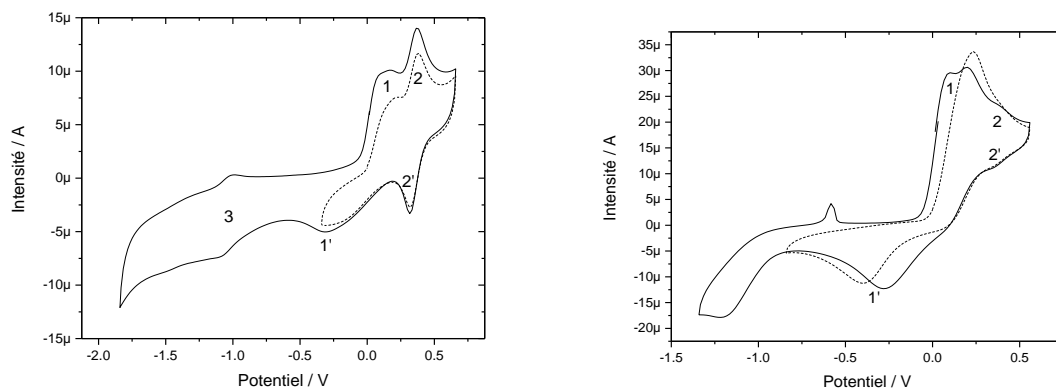 15µ
10µ
5µ
0µ
-5µ
-10µ
-15µ
Intensité / A
1
2
3
1'
2'
-2.0
-1.5
-1.0
-0.5
0.0
0.5
Potentiel / V
35µ
30µ
25µ
20µ
15µ
10µ
5µ
0µ
-5µ
-10µ
-15µ
-20µ
Intensité / A
1
2
2'
1'
-1.5
-1.0
-0.5
0.0
0.5
Potentiel / V